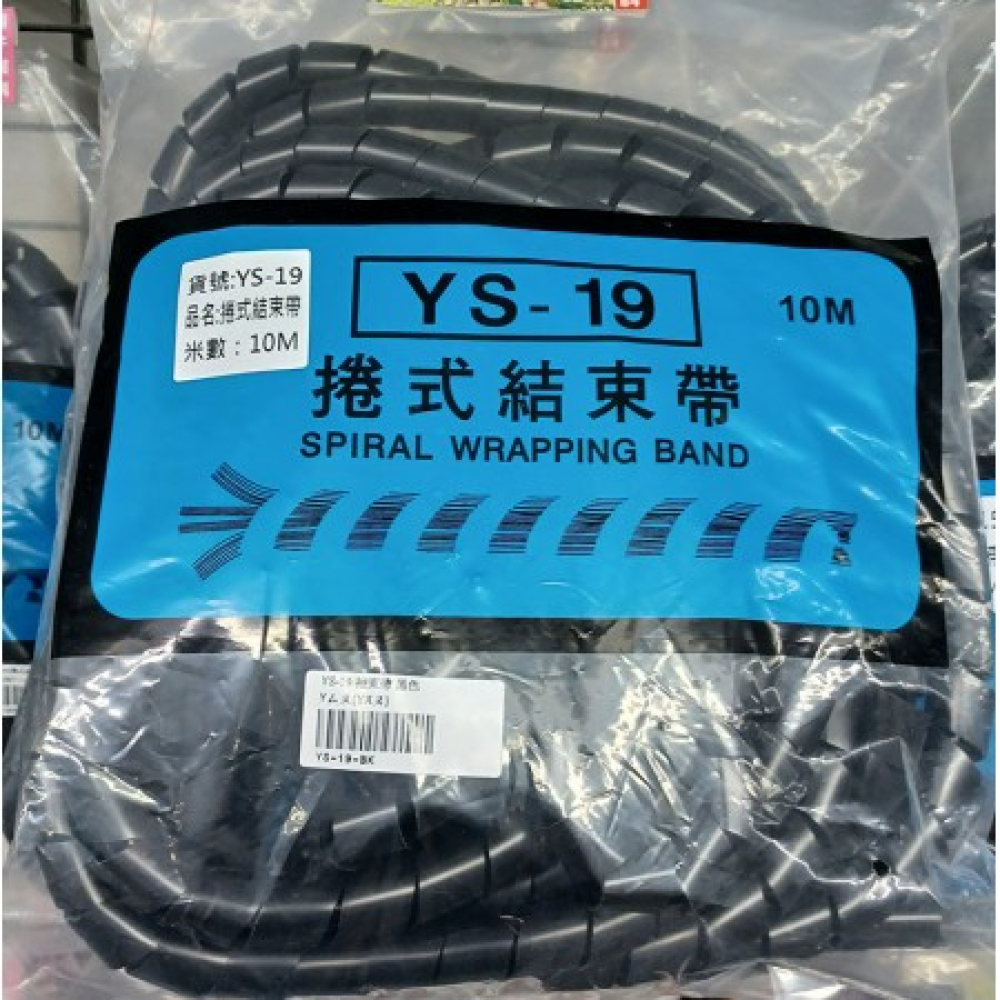 貨號:YS-19
品名:捲式結束帶
米數:10M
YS-19
10M
捲式結束帶
SPIRAL WRAPPING BAND
10M
YS-19-BK